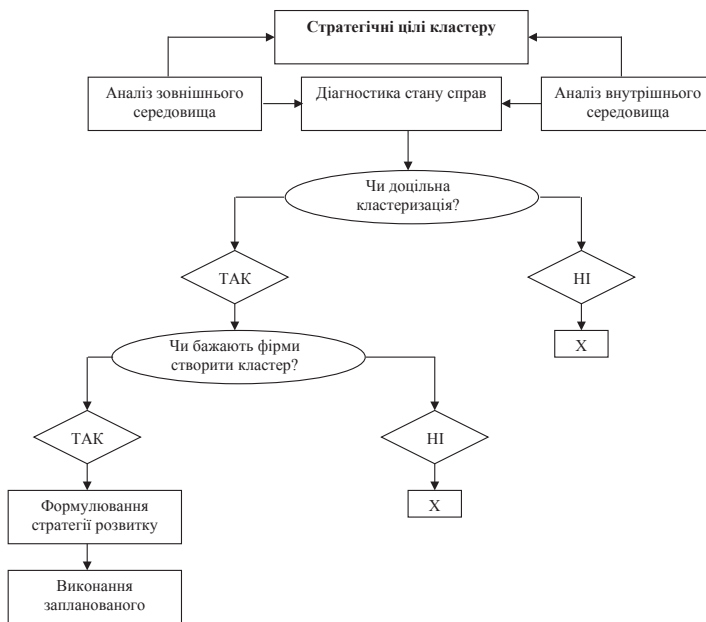 Стратегічні цілі кластеру
Аналіз зовнішнього
середовища
Діагностика стану справ
Аналіз внутрішнього
середовища
Чи доцільна
кластеризація?
ТАК
НІ
Х
Чи бажають фірми
створити кластер?
ТАК
НІ
Х
Формулювання
стратегії розвитку
Виконання
запланованого